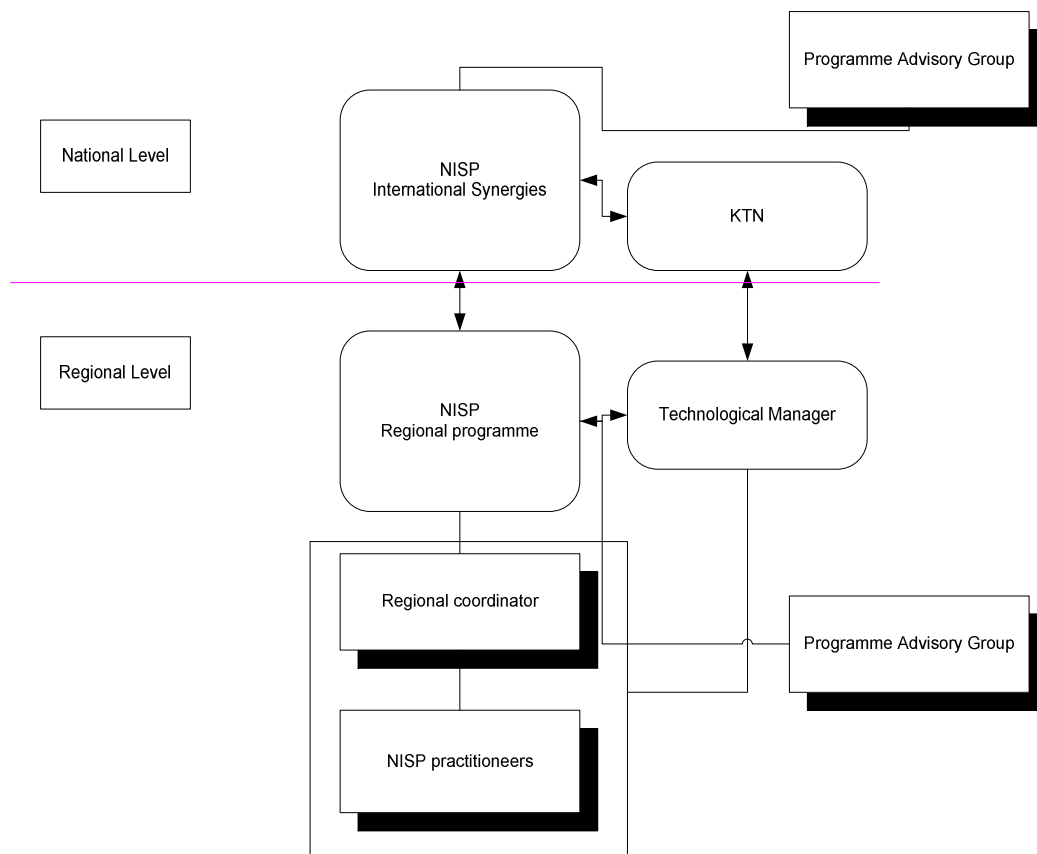 Programme Advisory Group
National Level
NISP
International Synergies
KTN
Regional Level
NISP
Regional programme
Technological Manager
Regional coordinator
Programme Advisory Group
NISP practitioneers